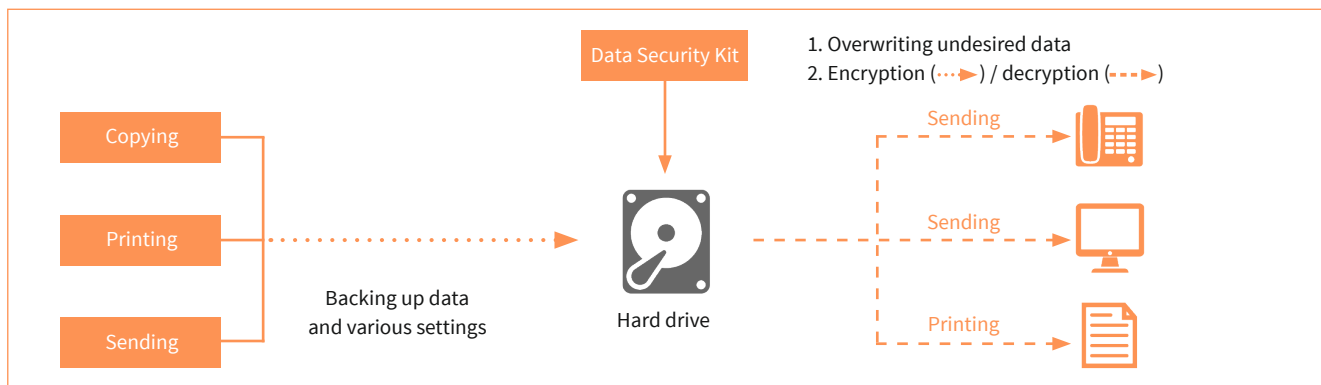 Data Security Kit
1. Overwriting undesired data
2. Encryption ( ) / decryption ( )
Copying
Printing
Sending
Backing up data
and various settings
Hard drive
Sending
Sending
Printing